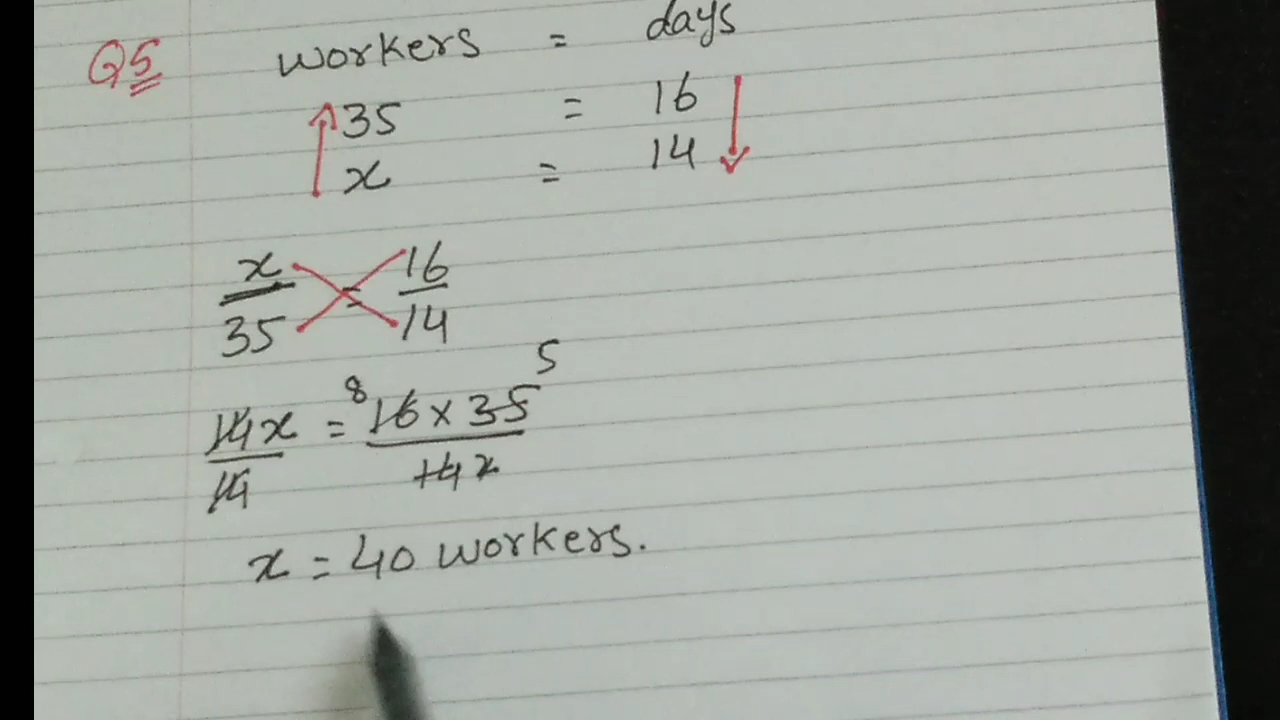 Q5 workers = days
35 = 16
x = 14
x/35 = 16/14
14x/14 = 8 16 x 35 5/14 2
x = 40 workers.